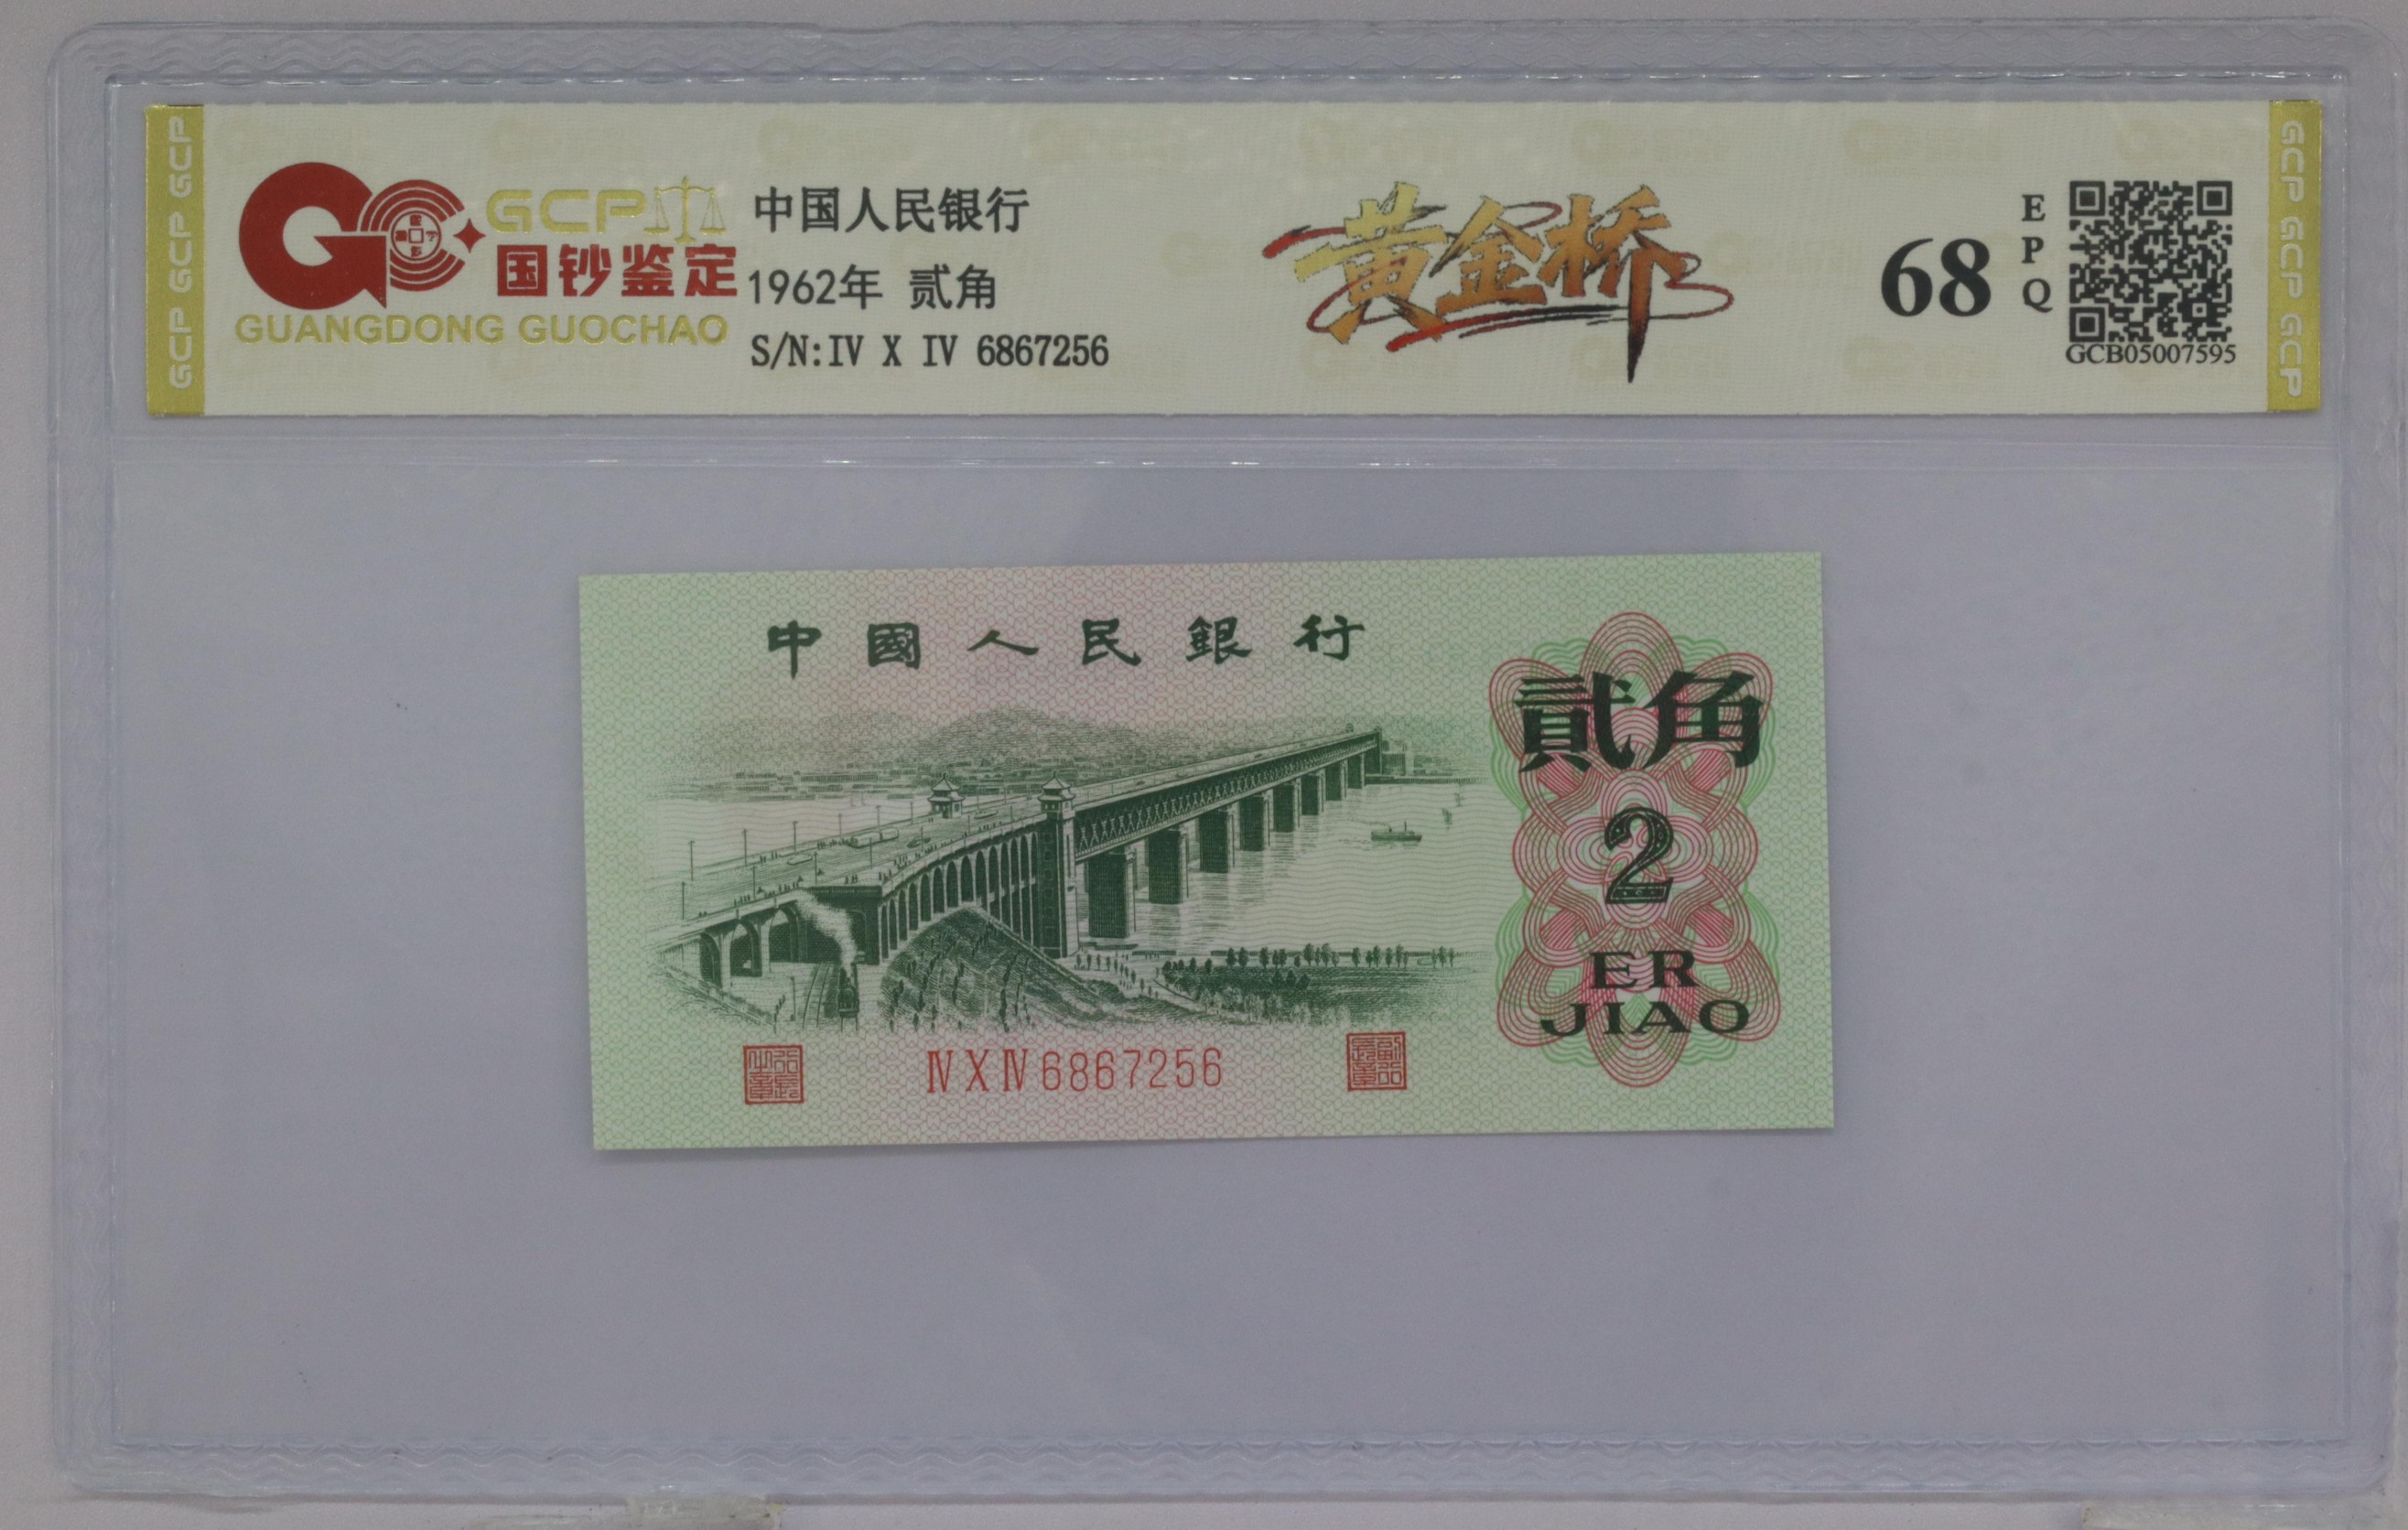 GCP GCP GCP
GCP
国钞鉴定
GUANGDONG GUOCHAO
中国人民银行
1962年 贰角
S/N:IV X IV 6867256
黄金桥
68
EPQ
GCB05007595
GCP GCP GCP
中國人民銀行
貳角
2
ER
JIAO
ⅣⅩⅣ6867256